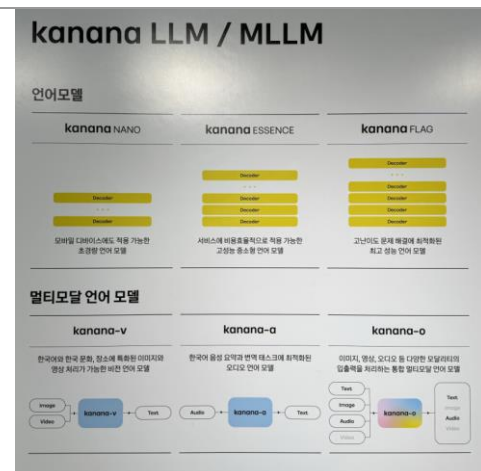 kanana LLM / MLLM
언어모델
kanana NANO
kanana ESSENCE
kanana FLAG
Decoder
- - -
Decoder
Decoder
Decoder
- - -
Decoder
Decoder
Decoder
Decoder
- - -
Decoder
Decoder
Decoder
Decoder
모바일 디바이스에도 적용 가능한
초경량 언어 모델
서비스에 비용효율적으로 적용 가능한
고성능 중소형 언어 모델
고난이도 문제 해결에 최적화된
최고 성능 언어 모델
멀티모달 언어 모델
kanana-v
kanana-a
kanana-o
한국어와 한국 문화, 장소에 특화된 이미지와
영상 처리가 가능한 비전 언어 모델
한국어 음성 요약과 번역 태스크에 최적화된
오디오 언어 모델
이미지, 영상, 오디오 등 다양한 모달리티의
입출력을 처리하는 통합 멀티모달 언어 모델
Image
Video
kanana-v
Text
Audio
kanana-a
Text
Text
Image
Audio
Video
kanana-o
Text
Image
Audio
Video